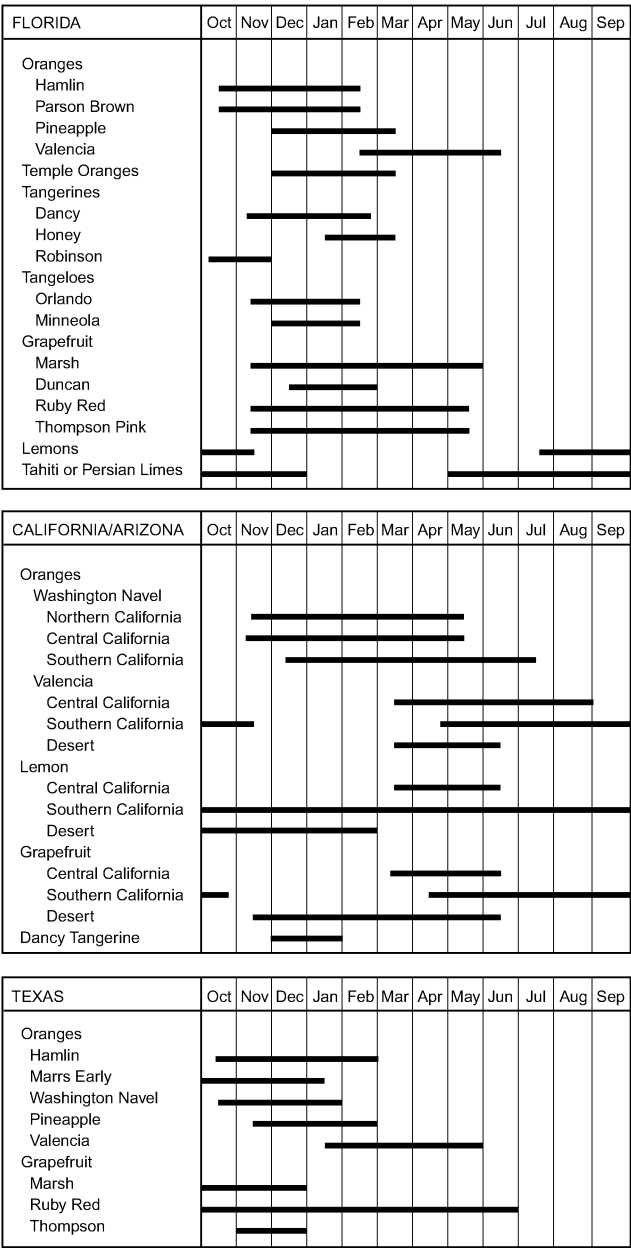 FLORIDA Oct Nov Dec Jan Feb Mar Apr May Jun Jul Aug Sep
Oranges
Hamlin
Parson Brown
Pineapple
Valencia
Temple Oranges
Tangerines
Dancy
Honey
Robinson
Tangeloes
Orlando
Minneola
Grapefruit
Marsh
Duncan
Ruby Red
Thompson Pink
Lemons
Tahiti or Persian Limes
CALIFORNIA/ARIZONA Oct Nov Dec Jan Feb Mar Apr May Jun Jul Aug Sep
Oranges
Washington Navel
Northern California
Central California
Southern California
Valencia
Central California
Southern California
Desert
Lemon
Central California
Southern California
Desert
Grapefruit
Central California
Southern California
Desert
Dancy Tangerine
TEXAS Oct Nov Dec Jan Feb Mar Apr May Jun Jul Aug Sep
Oranges
Hamlin
Marrs Early
Washington Navel
Pineapple
Valencia
Grapefruit
Marsh
Ruby Red
Thompson